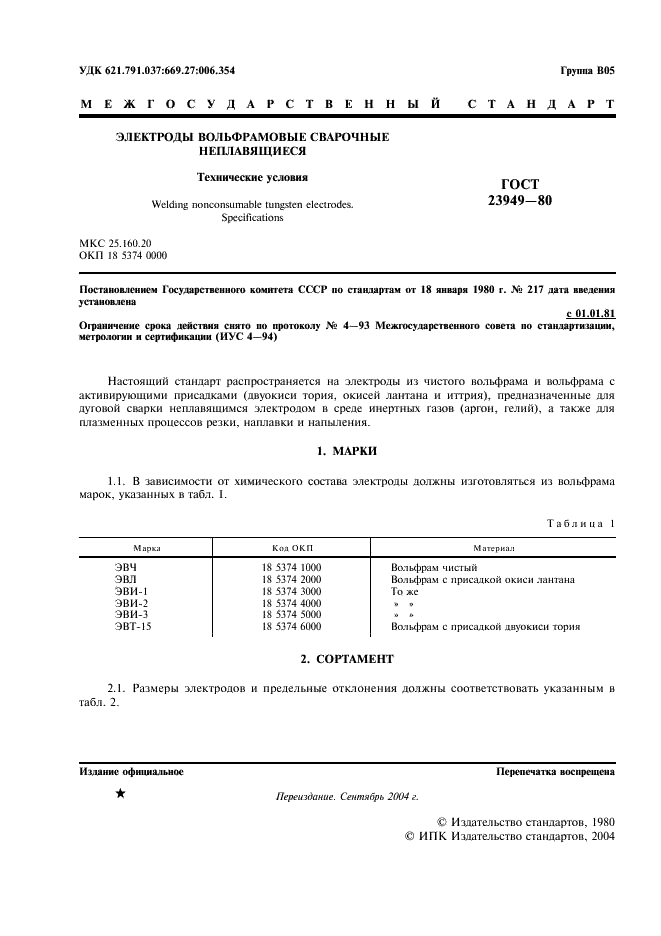 УДК 621.791.037:669.27:006.354 Группа В05
МЕЖГОСУДАРСТВЕННЫЙ СТАНДАРТ
ЭЛЕКТРОДЫ ВОЛЬФРАМОВЫЕ СВАРОЧНЫЕ
НЕПЛАВЯЩИЕСЯ
Технические условия
Welding nonconsumable tungsten electrodes.
Specifications
ГОСТ
23949—80
МКС 25.160.20
ОКП 18 5374 0000
Постановлением Государственного комитета СССР по стандартам от 18 января 1980 г. № 217 дата введения
установлена
с 01.01.81
Ограничение срока действия снято по протоколу № 4—93 Межгосударственного совета по стандартизации,
метрологии и сертификации (ИУС 4—94)
Настоящий стандарт распространяется на электроды из чистого вольфрама и вольфрама с
активирующими присадками (двуокиси тория, окисей лантана и иттрия), предназначенные для
дуговой сварки неплавящимся электродом в среде инертных газов (аргон, гелий), а также для
плазменных процессов резки, наплавки и напыления.
1. МАРКИ
1.1. В зависимости от химического состава электроды должны изготовляться из вольфрама
марок, указанных в табл. 1.
Таблица 1
Марка Код ОКП Материал
ЭВЧ 18 5374 1000 Вольфрам чистый
ЭВЛ 18 5374 2000 Вольфрам с присадкой окиси лантана
ЭВИ-1 18 5374 3000 То же
ЭВИ-2 18 5374 4000 » »
ЭВИ-3 18 5374 5000 » »
ЭВТ-15 18 5374 6000 Вольфрам с присадкой двуокиси тория
2. СОРТАМЕНТ
2.1. Размеры электродов и предельные отклонения должны соответствовать указанным в
табл. 2.
Издание официальное Перепечатка воспрещена
★ Переиздание. Сентябрь 2004 г.
© Издательство стандартов, 1980
© ИПК Издательство стандартов, 2004